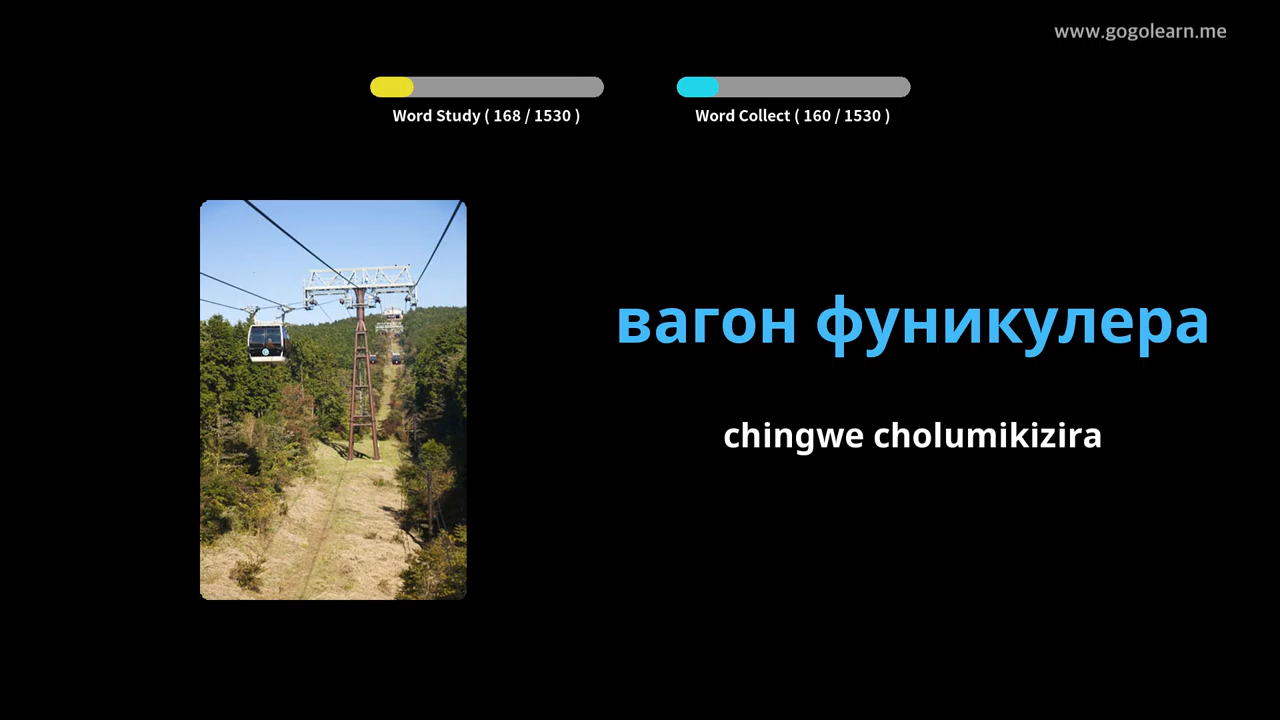 www.gogolearn.me
Word Study ( 168 / 1530 )
Word Collect ( 160 / 1530 )
вагон фуникулера
chingwe cholumikizira